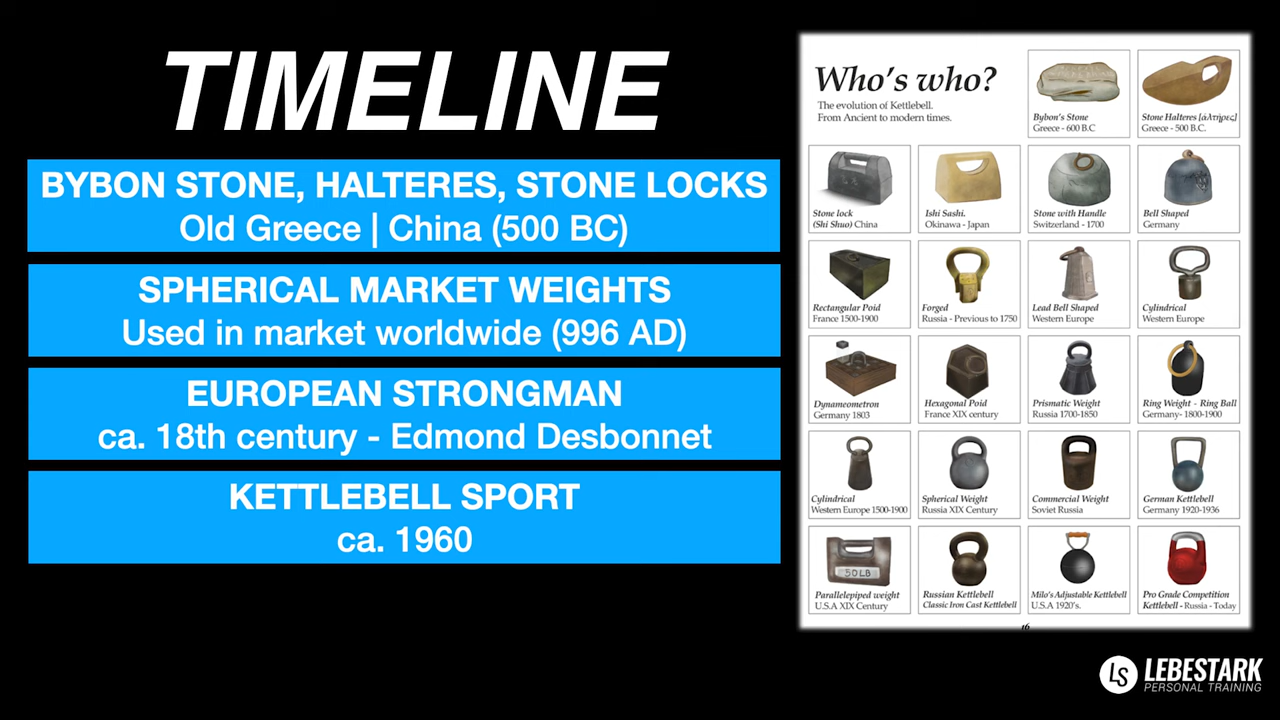 TIMELINE
BYBON STONE, HALTERES, STONE LOCKS
Old Greece | China (500 BC)
SPHERICAL MARKET WEIGHTS
Used in market worldwide (996 AD)
EUROPEAN STRONGMAN
ca. 18th century - Edmond Desbonnet
KETTLEBELL SPORT
ca. 1960
Who's who?
The evolution of Kettlebell.
From Ancient to modern times.
Bybon's Stone
Greece - 600 B.C
Stone Halteres [ἁλτῆρες]
Greece - 500 B.C.
Stone lock
(Shi Shuo) China
Ishi Sashi.
Okinawa - Japan
Stone with Handle
Switzerland - 1700
Bell Shaped
Germany
Rectangular Poid
France 1500-1900
Forged
Russia - Previous to 1750
Lead Bell Shaped
Western Europe
Cylindrical
Western Europe
Dynameometron
Germany 1803
Hexagonal Poid
France XIX century
Prismatic Weight
Russia 1700-1850
Ring Weight - Ring Ball
Germany- 1800-1900
Cylindrical
Western Europe 1500-1900
Spherical Weight
Russia XIX Century
Commercial Weight
Soviet Russia
German Kettlebell
Germany 1920-1936
50 LB
Parallelepiped weight
U.S.A XIX Century
Russian Kettlebell
Classic Iron Cast Kettlebell
Milo's Adjustable Kettlebell
U.S.A 1920's.
Pro Grade Competition
Kettlebell - Russia - Today
16
LS LEBESTARK
PERSONAL TRAINING